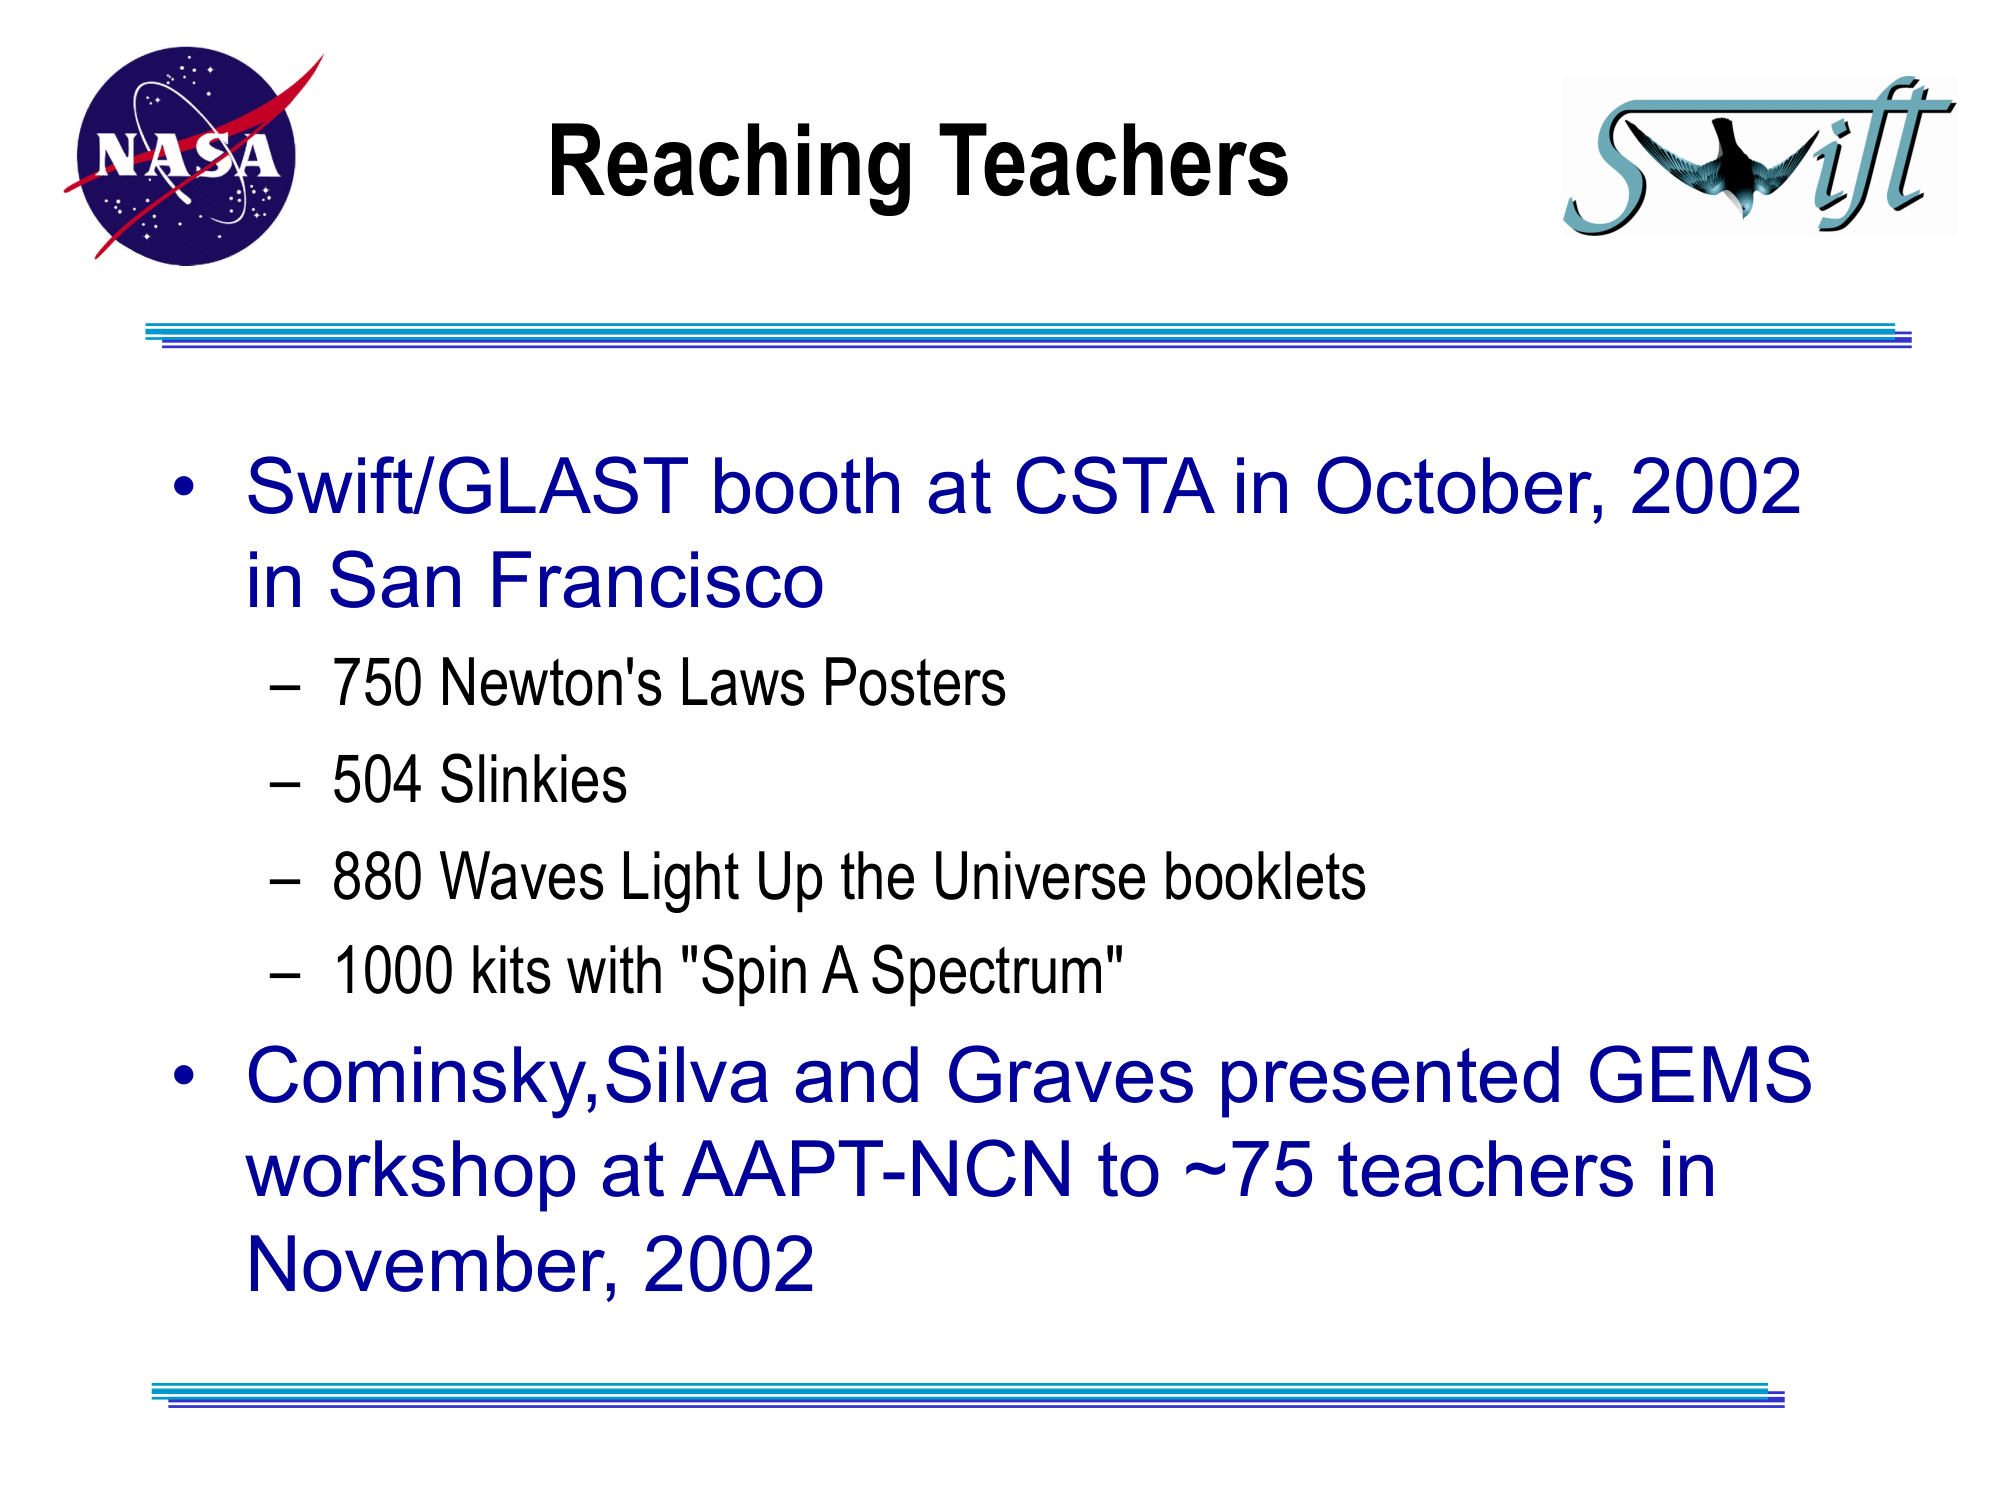 NASA
Swift
Reaching Teachers
• Swift/GLAST booth at CSTA in October, 2002
in San Francisco
– 750 Newton's Laws Posters
– 504 Slinkies
– 880 Waves Light Up the Universe booklets
– 1000 kits with "Spin A Spectrum"
• Cominsky,Silva and Graves presented GEMS
workshop at AAPT-NCN to ~75 teachers in
November, 2002